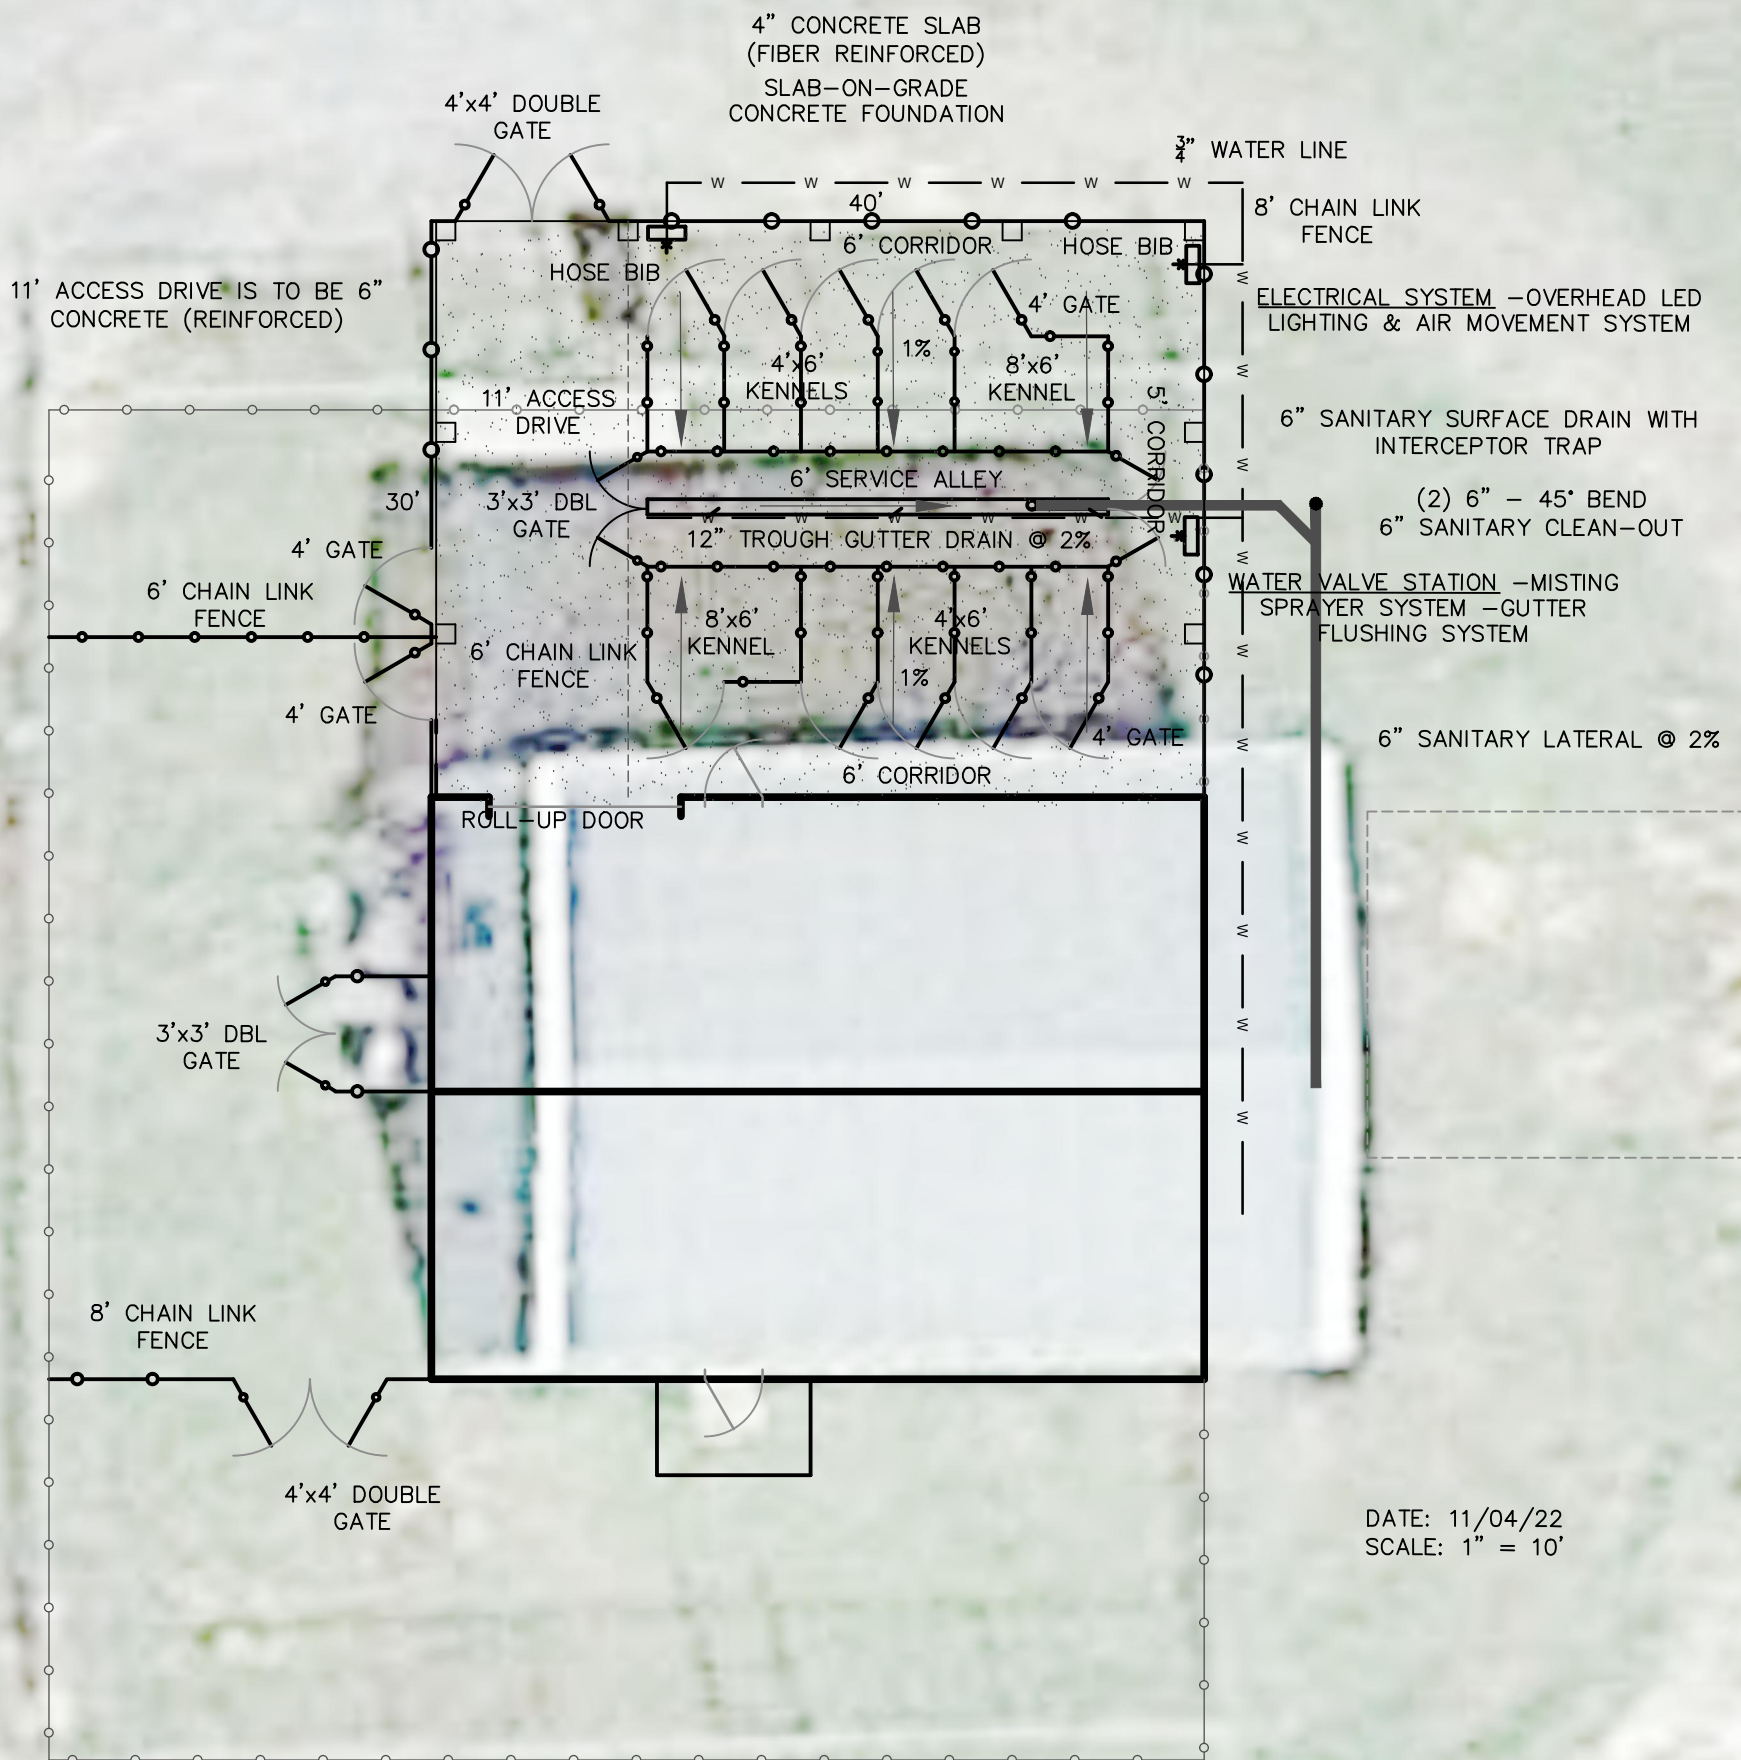 4" CONCRETE SLAB
(FIBER REINFORCED)
SLAB-ON-GRADE
CONCRETE FOUNDATION
4'x4' DOUBLE
GATE
3/4" WATER LINE
W W W W W W
40'
8' CHAIN LINK
FENCE
6' CORRIDOR
HOSE BIB
HOSE BIB
W
11' ACCESS DRIVE IS TO BE 6"
CONCRETE (REINFORCED)
4' GATE
ELECTRICAL SYSTEM -OVERHEAD LED
LIGHTING & AIR MOVEMENT SYSTEM
1%
4'x6'
KENNELS
8'x6'
KENNEL
W
11' ACCESS
DRIVE
5' CORRIDOR
6" SANITARY SURFACE DRAIN WITH
INTERCEPTOR TRAP
W
6' SERVICE ALLEY
30'
3'x3' DBL
GATE
(2) 6" - 45° BEND
6" SANITARY CLEAN-OUT
W W W W W W
12" TROUGH GUTTER DRAIN @ 2%
4' GATE
W
6' CHAIN LINK
FENCE
WATER VALVE STATION -MISTING
SPRAYER SYSTEM -GUTTER
FLUSHING SYSTEM
8'x6'
KENNEL
4'x6'
KENNELS
6' CHAIN LINK
FENCE
W
1%
4' GATE
4' GATE
W
6" SANITARY LATERAL @ 2%
6' CORRIDOR
ROLL-UP DOOR
W
W
3'x3' DBL
GATE
W
W
8' CHAIN LINK
FENCE
4'x4' DOUBLE
GATE
DATE: 11/04/22
SCALE: 1" = 10'